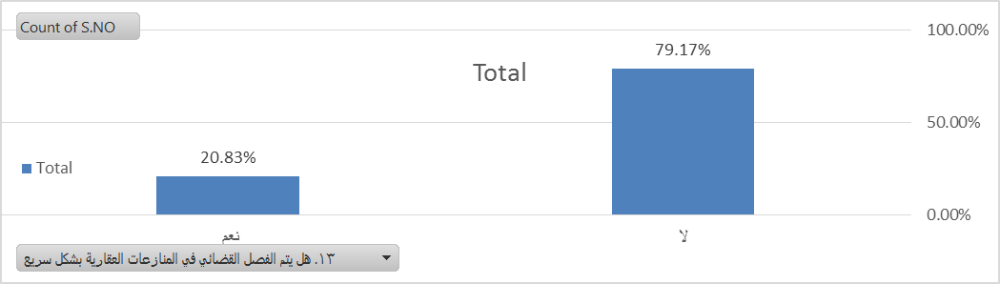 Count of S.NO
100.00%
79.17%
Total
50.00%
20.83%
Total
0.00%
نعم
لا
١٣. هل يتم الفصل القضائي في المنازعات العقارية بشكل سريع